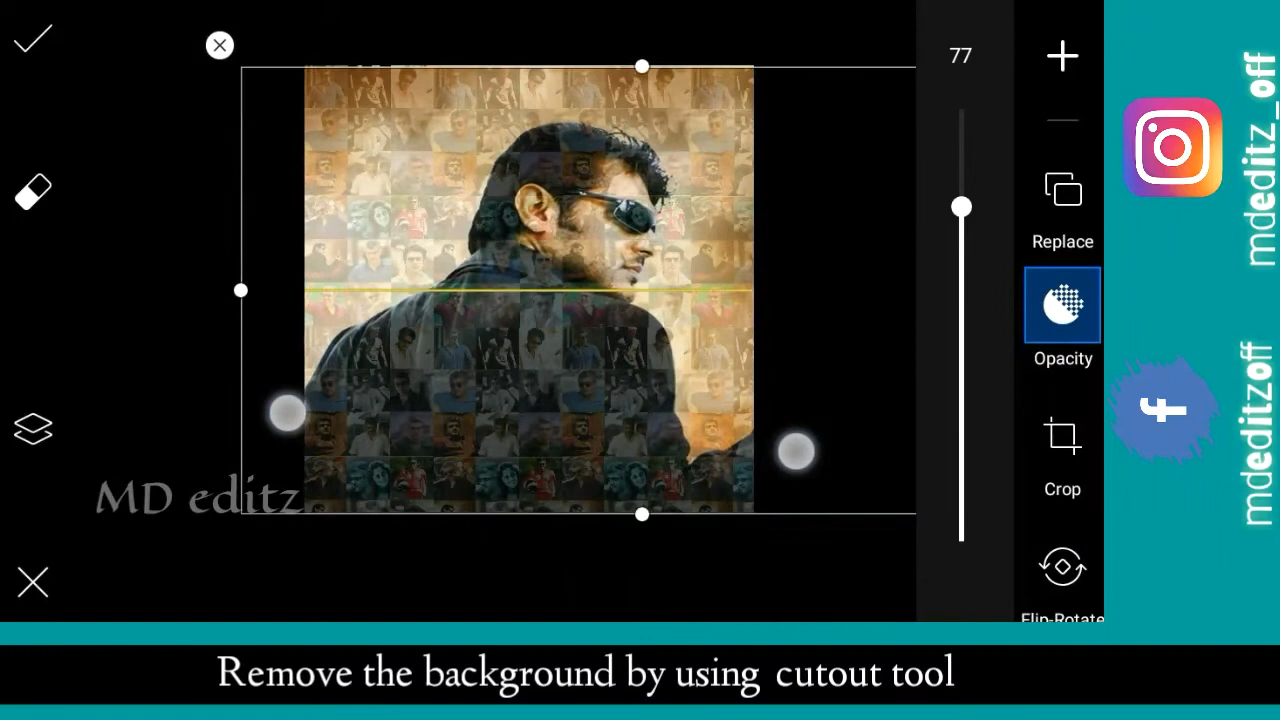 77
Replace
Opacity
Crop
Flip-Rotate
MD editz
mdeditz_off
mdeditzoff
Remove the background by using cutout tool